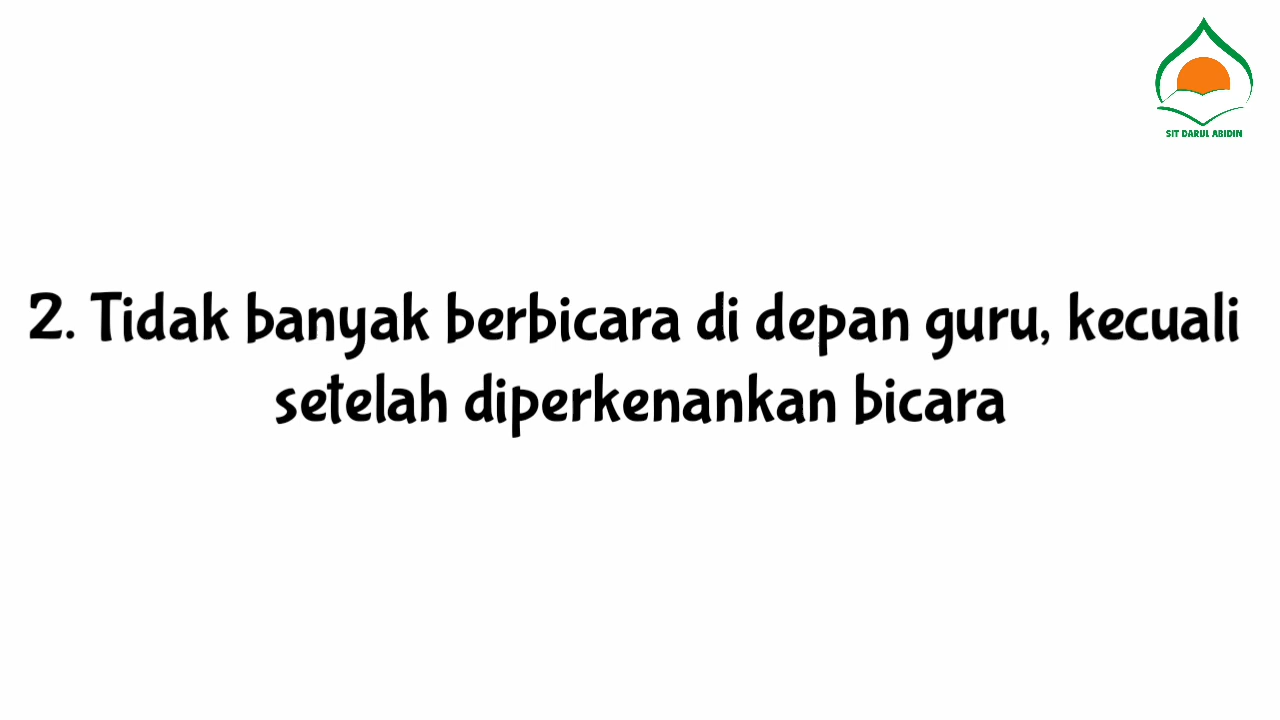 SIT DARUL ABIDIN
2. Tidak banyak berbicara di depan guru, kecuali
setelah diperkenankan bicara